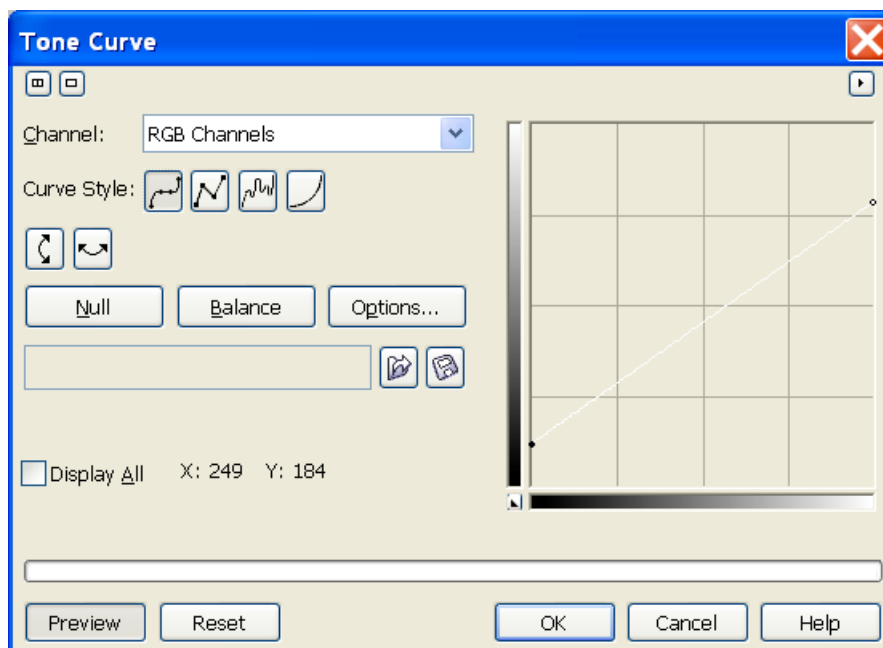 Tone Curve
Channel: RGB Channels
Curve Style:
Null Balance Options...
Display All X: 249 Y: 184
Preview Reset OK Cancel Help